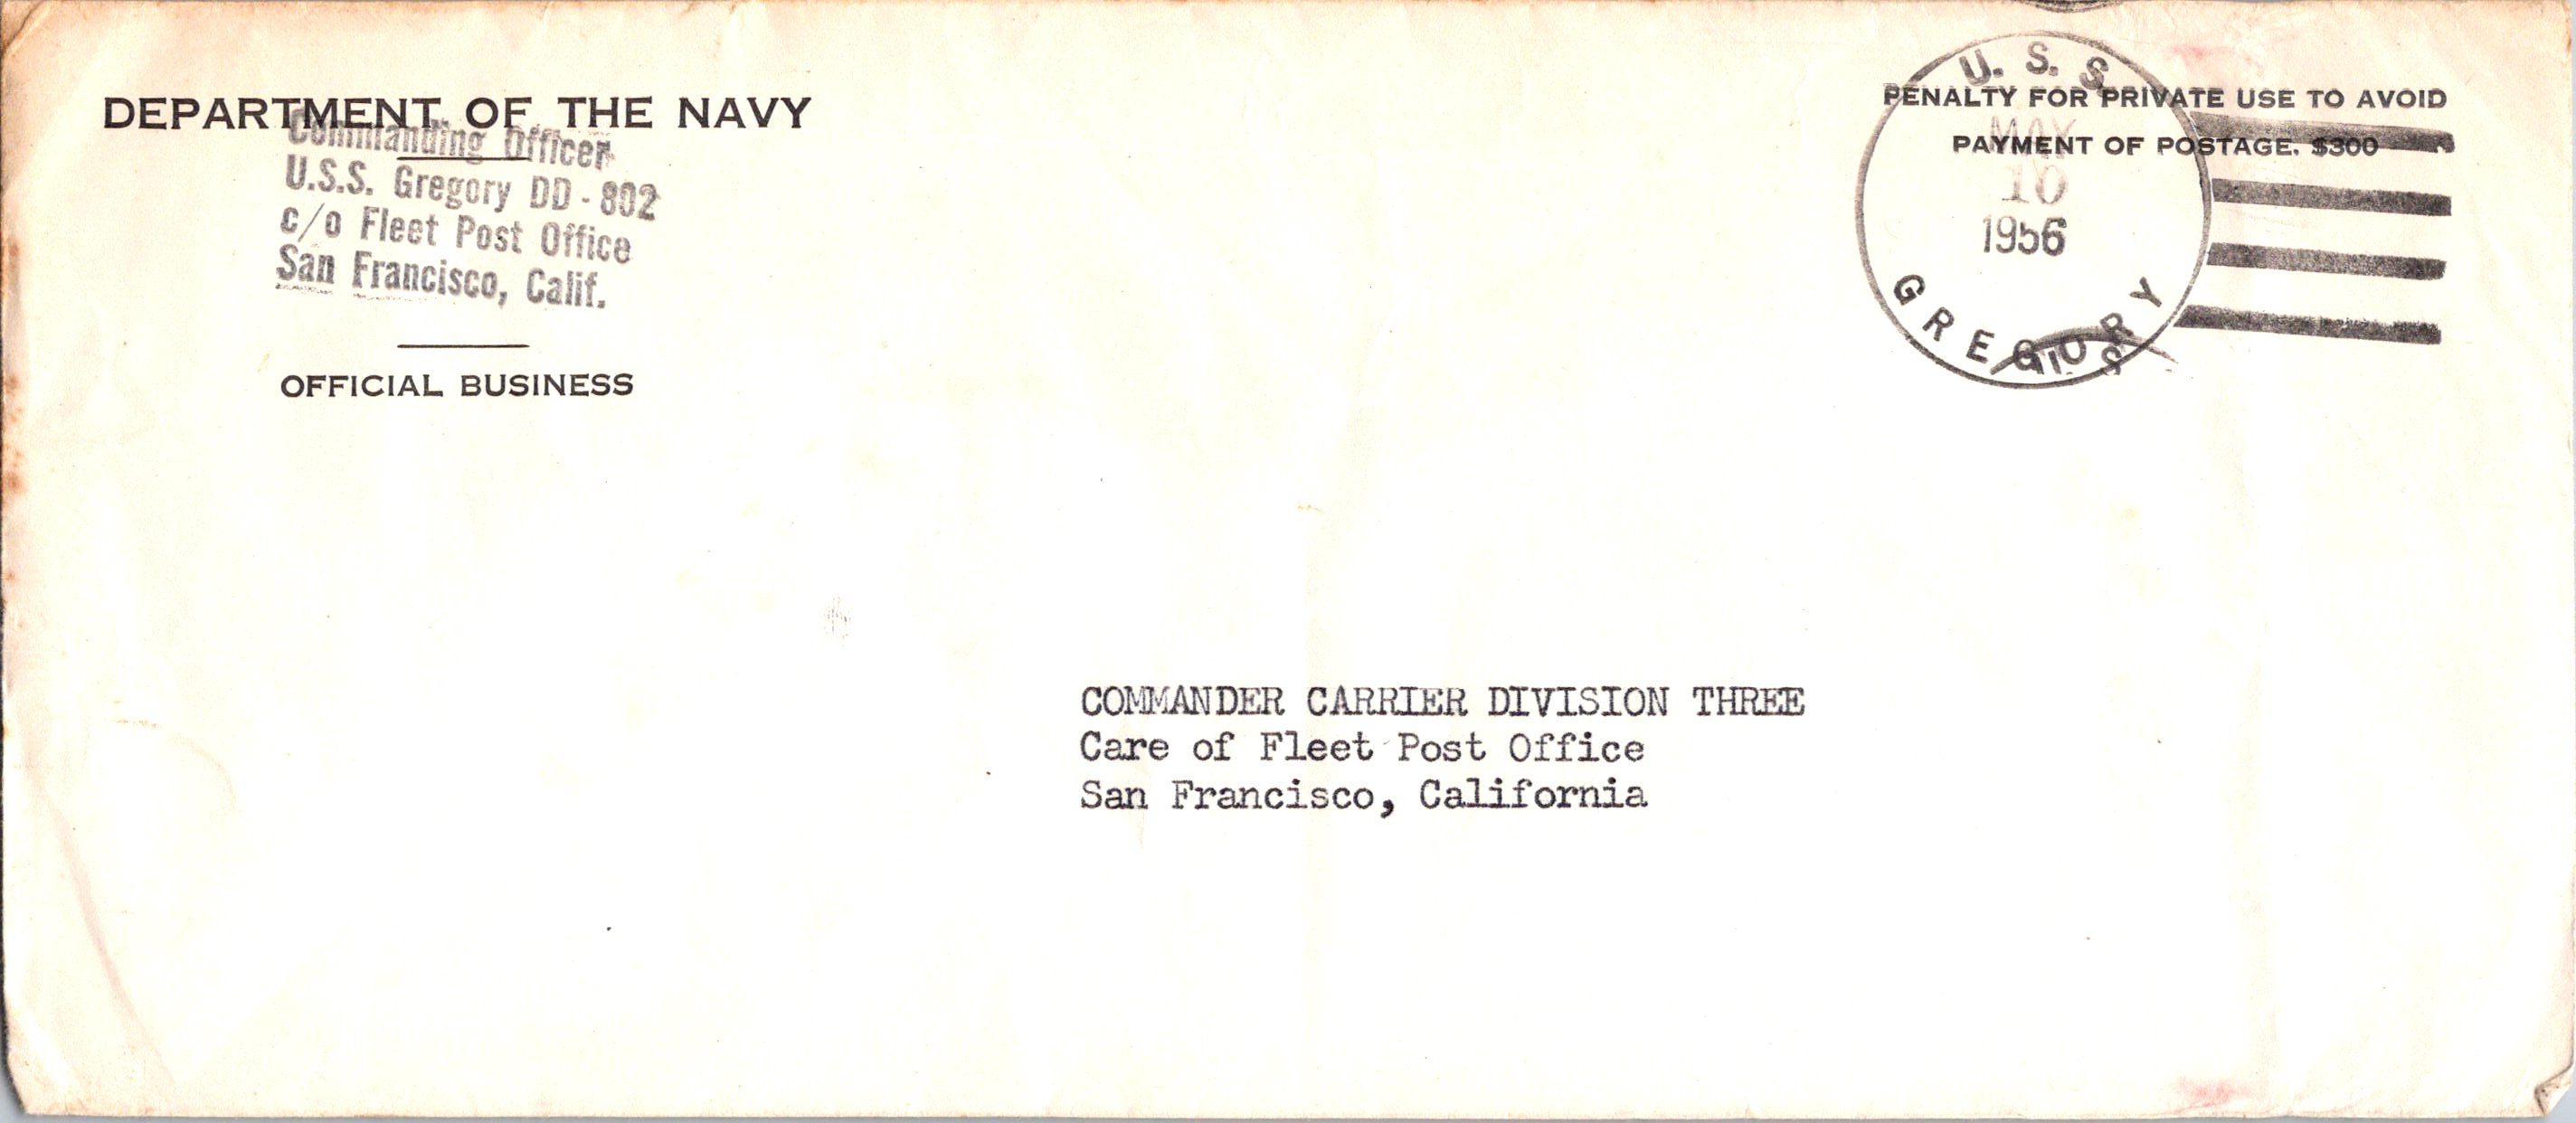 DEPARTMENT OF THE NAVY
Commanding Officer
U.S.S. Gregory DD - 802
c/o Fleet Post Office
San Francisco, Calif.
OFFICIAL BUSINESS
U. S. S.
GREGORY
MAY
10
1956
PENALTY FOR PRIVATE USE TO AVOID
PAYMENT OF POSTAGE. $300
COMMANDER CARRIER DIVISION THREE
Care of Fleet Post Office
San Francisco, California